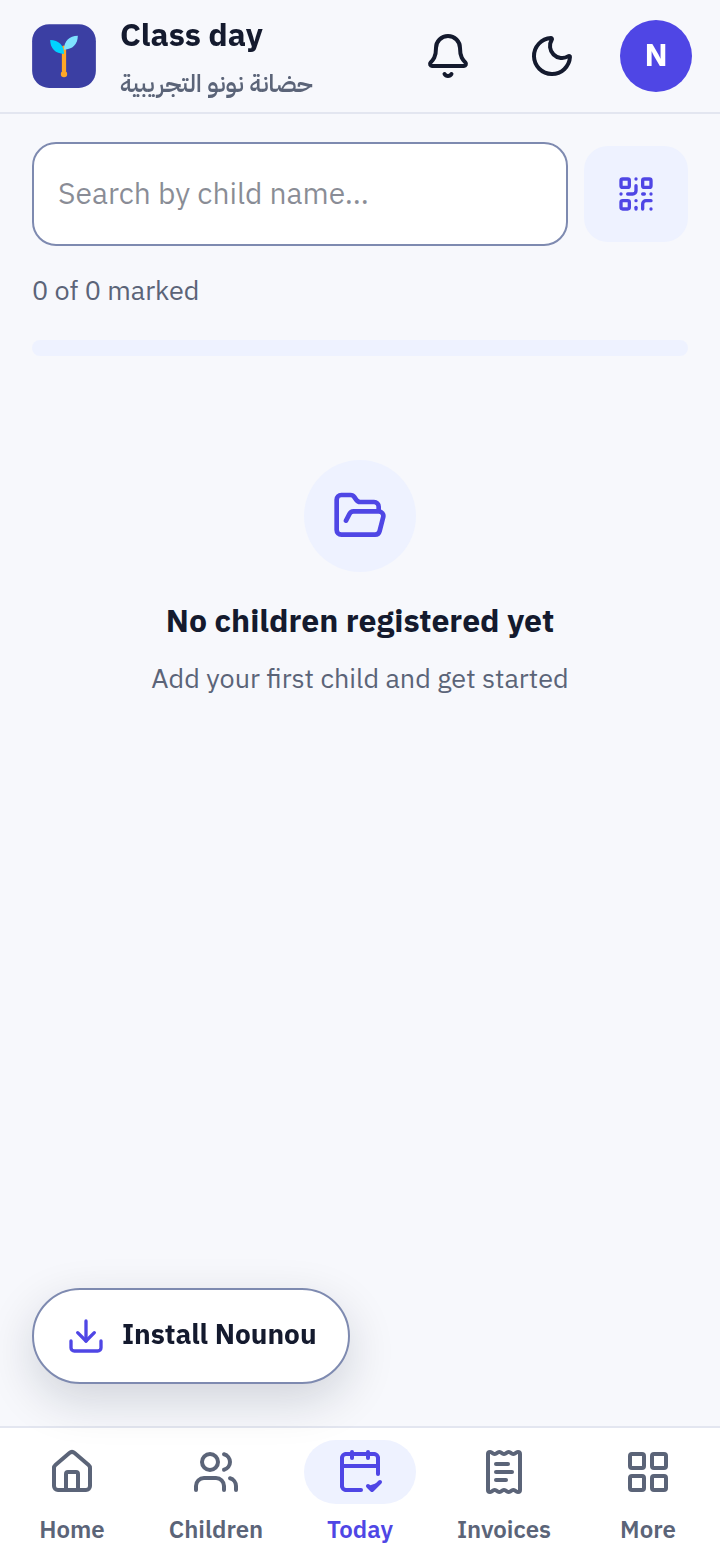 Class day
حضانة نونو التجريبية
N
Search by child name...
0 of 0 marked
No children registered yet
Add your first child and get started
Install Nounou
Home
Children
Today
Invoices
More